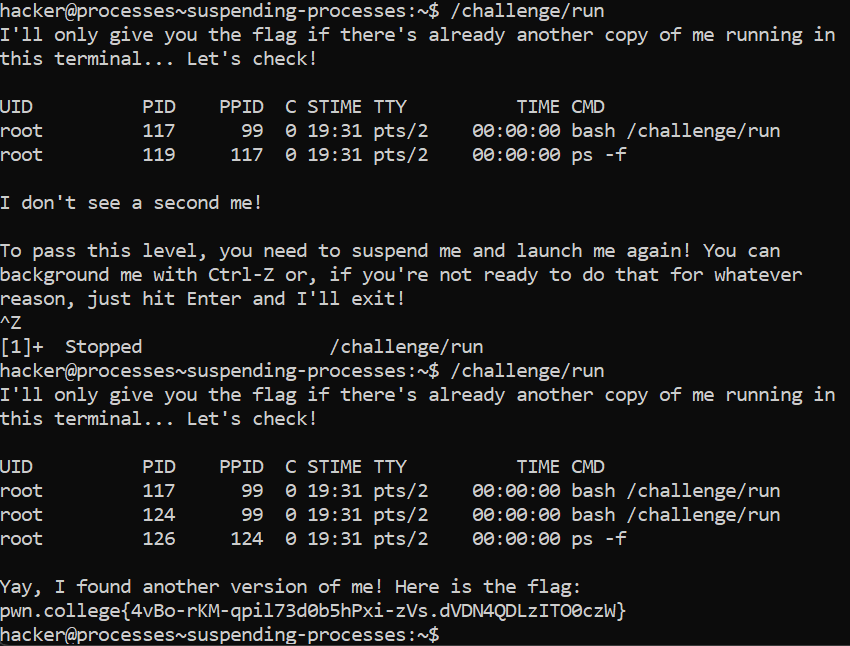 hacker@processes~suspending-processes:~$ /challenge/run
I'll only give you the flag if there's already another copy of me running in
this terminal... Let's check!
UID          PID    PPID  C STIME TTY          TIME CMD
root         117      99  0 19:31 pts/2    00:00:00 bash /challenge/run
root         119     117  0 19:31 pts/2    00:00:00 ps -f
I don't see a second me!
To pass this level, you need to suspend me and launch me again! You can
background me with Ctrl-Z or, if you're not ready to do that for whatever
reason, just hit Enter and I'll exit!
^Z
[1]+  Stopped                 /challenge/run
hacker@processes~suspending-processes:~$ /challenge/run
I'll only give you the flag if there's already another copy of me running in
this terminal... Let's check!
UID          PID    PPID  C STIME TTY          TIME CMD
root         117      99  0 19:31 pts/2    00:00:00 bash /challenge/run
root         124      99  0 19:31 pts/2    00:00:00 bash /challenge/run
root         126     124  0 19:31 pts/2    00:00:00 ps -f
Yay, I found another version of me! Here is the flag:
pwn.college{4vBo-rKM-qpil73d0b5hPxi-zVs.dVDN4QDLzITO0czW}
hacker@processes~suspending-processes:~$